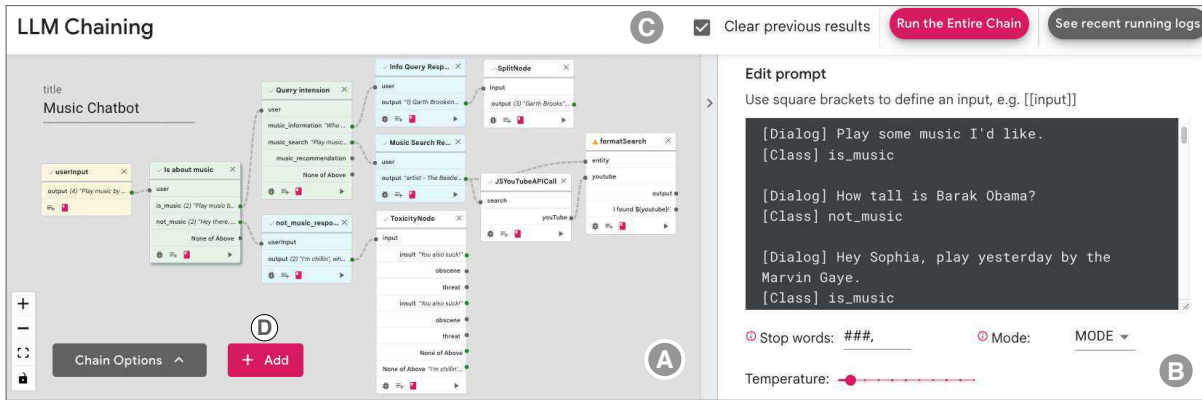 LLM Chaining
C
Clear previous results
Run the Entire Chain
See recent running logs
title
Music Chatbot
userInput
output (4) "Play music by ...
Is about music
user
is_music (2) "Play music b...
not_music (2) "Hey there, ...
None of Above
Query intension
user
music_information "Who ...
music_search "Play music...
music_recommendation
None of Above
not_music_respo...
userInput
output (2) "I'm chillin', wh...
Info Query Resp...
user
output "1) Garth Brooks\n...
SplitNode
input
output (3) "Garth Brooks"...
Music Search Re...
user
output "artist - The Beatle...
ToxicityNode
input
insult "You also suck!"
obscene
threat
insult "You also suck!"
obscene
threat
None of Above
None of Above "I'm chillin'...
JSYouTubeAPICall
search
youTube
formatSearch
entity
youtube
output
I found ${youtube}!'
D
Chain Options
+ Add
A
Edit prompt
Use square brackets to define an input, e.g. [[input]]
[Dialog] Play some music I'd like.
[Class] is_music
[Dialog] How tall is Barak Obama?
[Class] not_music
[Dialog] Hey Sophia, play yesterday by the
Marvin Gaye.
[Class] is_music
Stop words: ###,
Mode: MODE
Temperature:
B